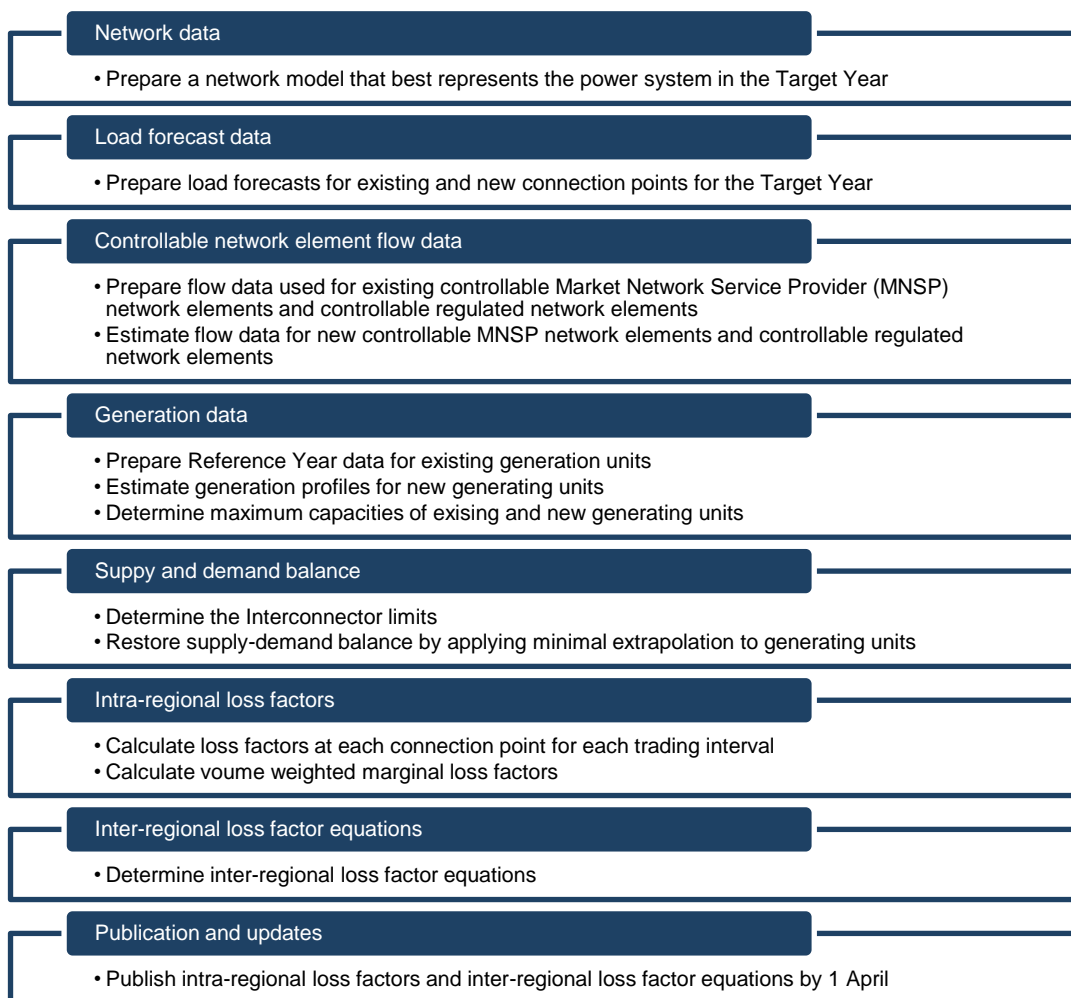 Network data
• Prepare a network model that best represents the power system in the Target Year
Load forecast data
• Prepare load forecasts for existing and new connection points for the Target Year
Controllable network element flow data
• Prepare flow data used for existing controllable Market Network Service Provider (MNSP)
network elements and controllable regulated network elements
• Estimate flow data for new controllable MNSP network elements and controllable regulated
network elements
Generation data
• Prepare Reference Year data for existing generation units
• Estimate generation profiles for new generating units
• Determine maximum capacities of exising and new generating units
Suppy and demand balance
• Determine the Interconnector limits
• Restore supply-demand balance by applying minimal extrapolation to generating units
Intra-regional loss factors
• Calculate loss factors at each connection point for each trading interval
• Calculate voume weighted marginal loss factors
Inter-regional loss factor equations
• Determine inter-regional loss factor equations
Publication and updates
• Publish intra-regional loss factors and inter-regional loss factor equations by 1 April